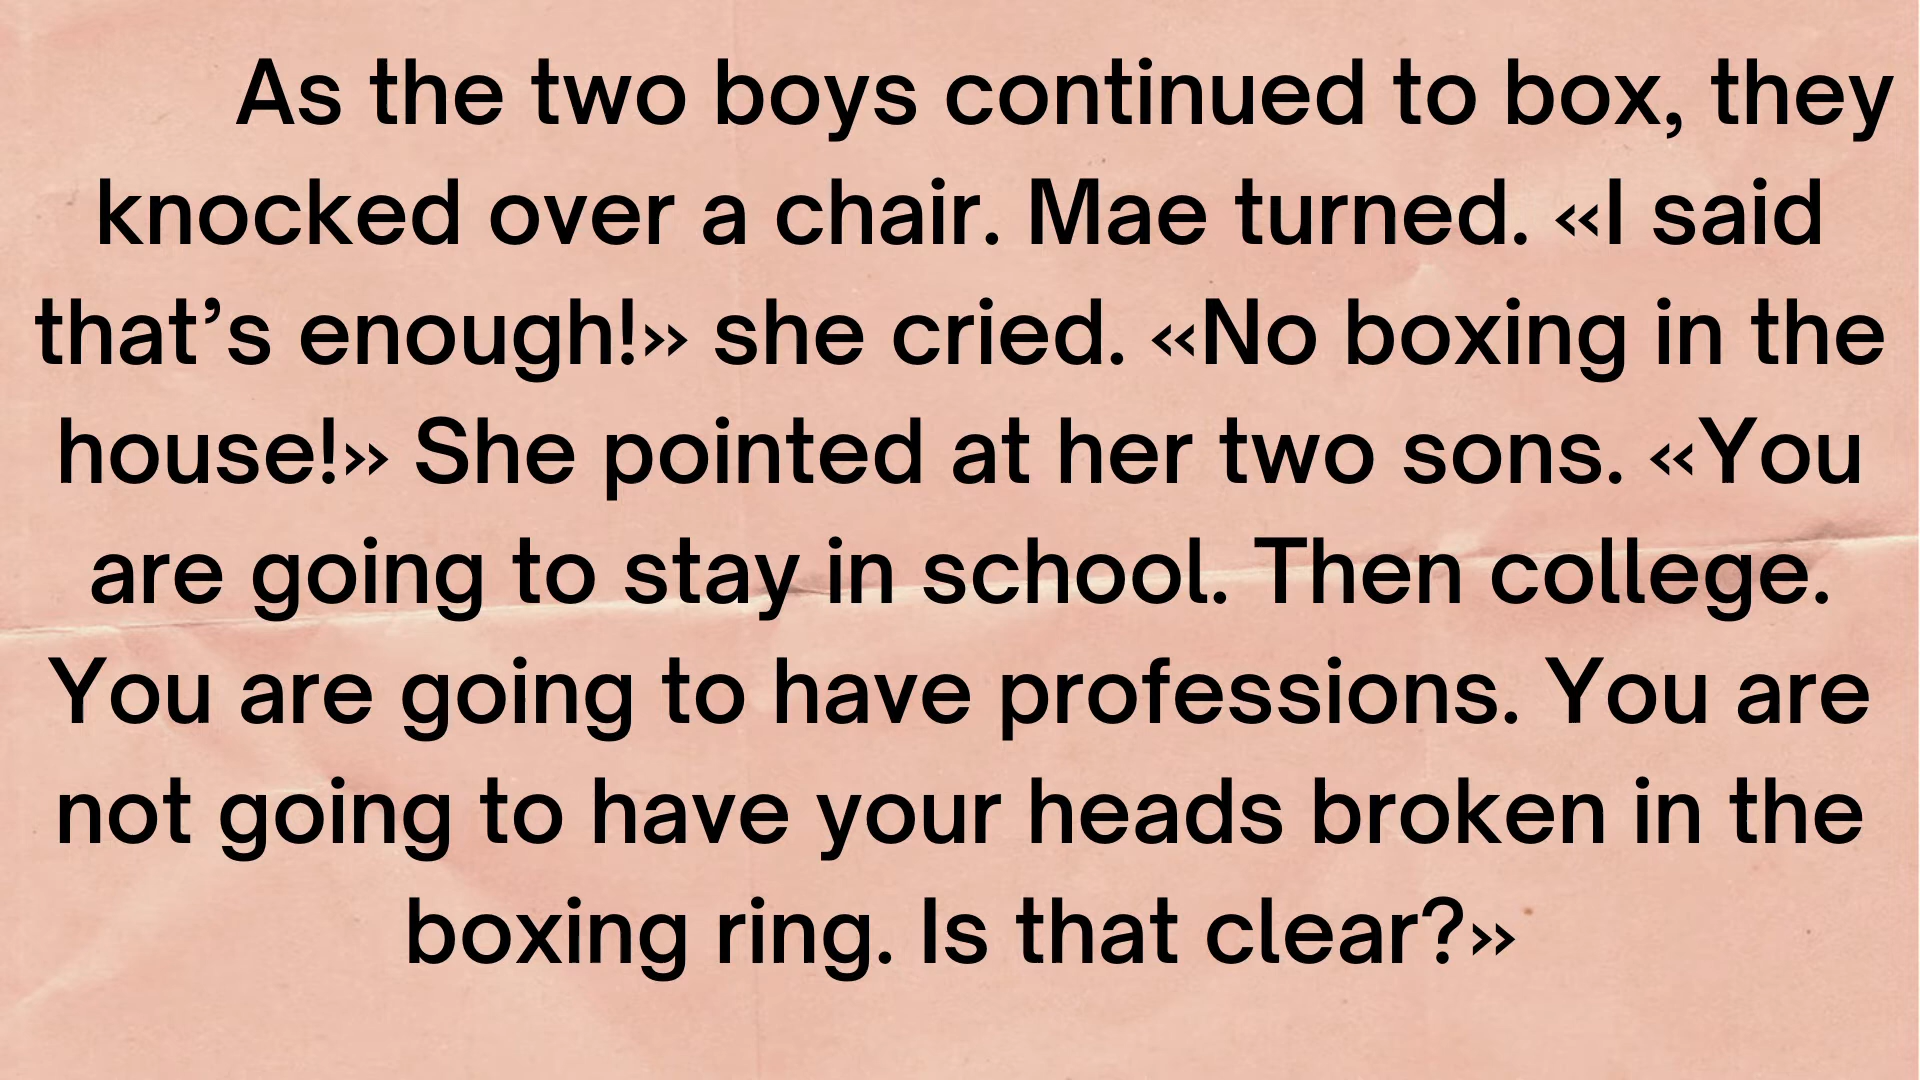 As the two boys continued to box, they
knocked over a chair. Mae turned. «I said
that’s enough!» she cried. «No boxing in the
house!» She pointed at her two sons. «You
are going to stay in school. Then college.
You are going to have professions. You are
not going to have your heads broken in the
boxing ring. Is that clear?»